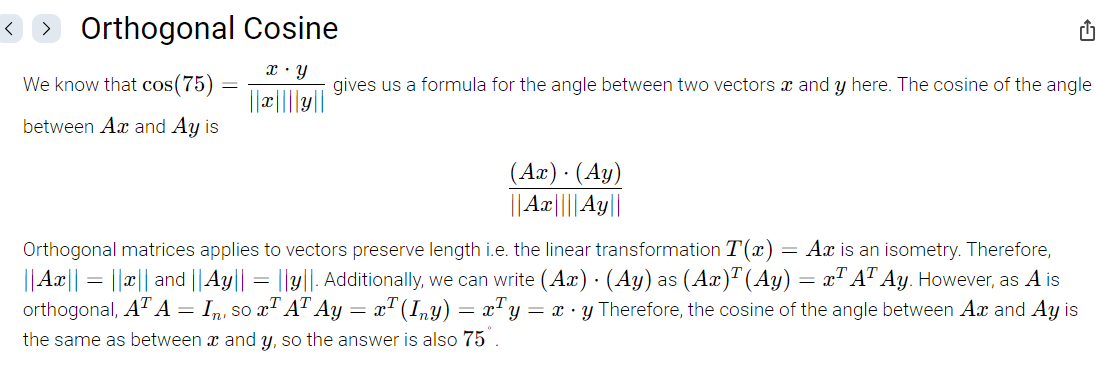 Orthogonal Cosine
We know that cos(75) = x · y / ||x||||y|| gives us a formula for the angle between two vectors x and y here. The cosine of the angle
between Ax and Ay is
(Ax) · (Ay) / ||Ax||||Ay||
Orthogonal matrices applies to vectors preserve length i.e. the linear transformation T(x) = Ax is an isometry. Therefore,
||Ax|| = ||x|| and ||Ay|| = ||y||. Additionally, we can write (Ax) · (Ay) as (Ax)^T(Ay) = x^T A^T Ay. However, as A is
orthogonal, A^T A = I_n, so x^T A^T Ay = x^T(I_n y) = x^T y = x · y Therefore, the cosine of the angle between Ax and Ay is
the same as between x and y, so the answer is also 75°.